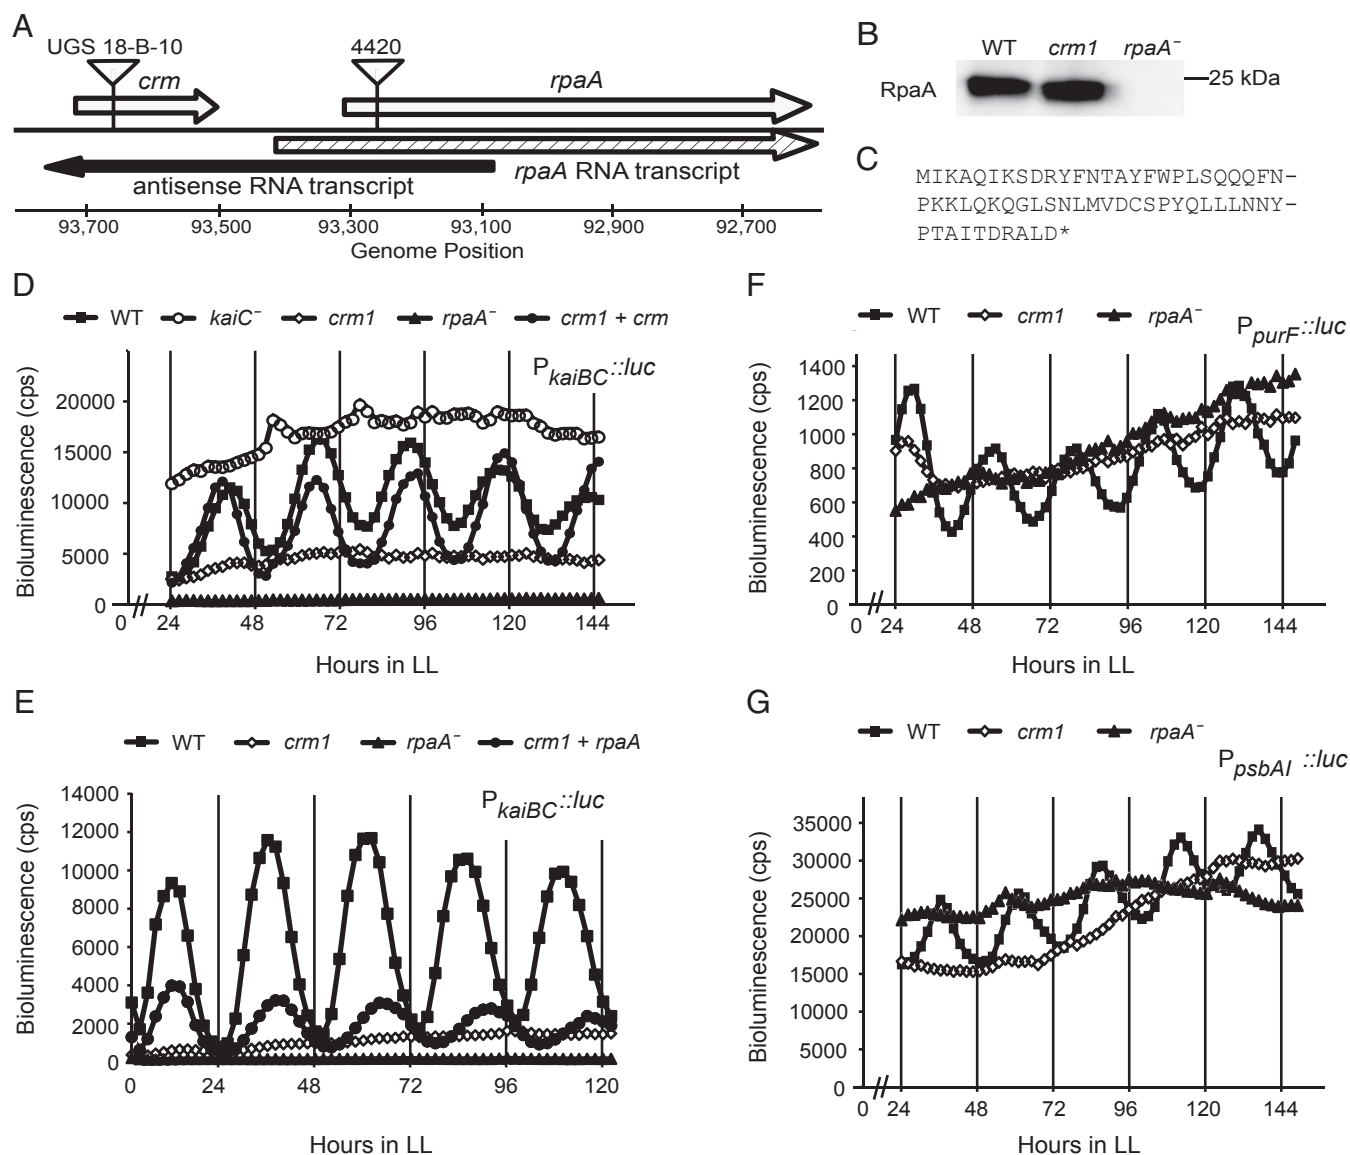 A
UGS 18-B-10
4420
crm
rpaA
rpaA RNA transcript
antisense RNA transcript
93,700 93,500 93,300 93,100 92,900 92,700
Genome Position
B
WT crm1 rpaA⁻
RpaA
25 kDa
C
MIKAQIKSDRYFNTAYFWPLSQQQFN–
PKKLQKQGLSNLMVDCSPYQLLLNNY–
PTAITDRALD*
D
WT kaiC⁻ crm1 rpaA⁻ crm1 + crm
PkaiBC::luc
Bioluminescence (cps)
20000
15000
10000
5000
0
0 24 48 72 96 120 144
Hours in LL
E
WT crm1 rpaA⁻ crm1 + rpaA
PkaiBC::luc
Bioluminescence (cps)
14000
12000
10000
8000
6000
4000
2000
0
0 24 48 72 96 120
Hours in LL
F
WT crm1 rpaA⁻
PpurF::luc
Bioluminescence (cps)
1400
1200
1000
800
600
400
200
0
0 24 48 72 96 120 144
Hours in LL
G
WT crm1 rpaA⁻
PpsbAI ::luc
Bioluminescence (cps)
35000
30000
25000
20000
15000
10000
5000
0
0 24 48 72 96 120 144
Hours in LL